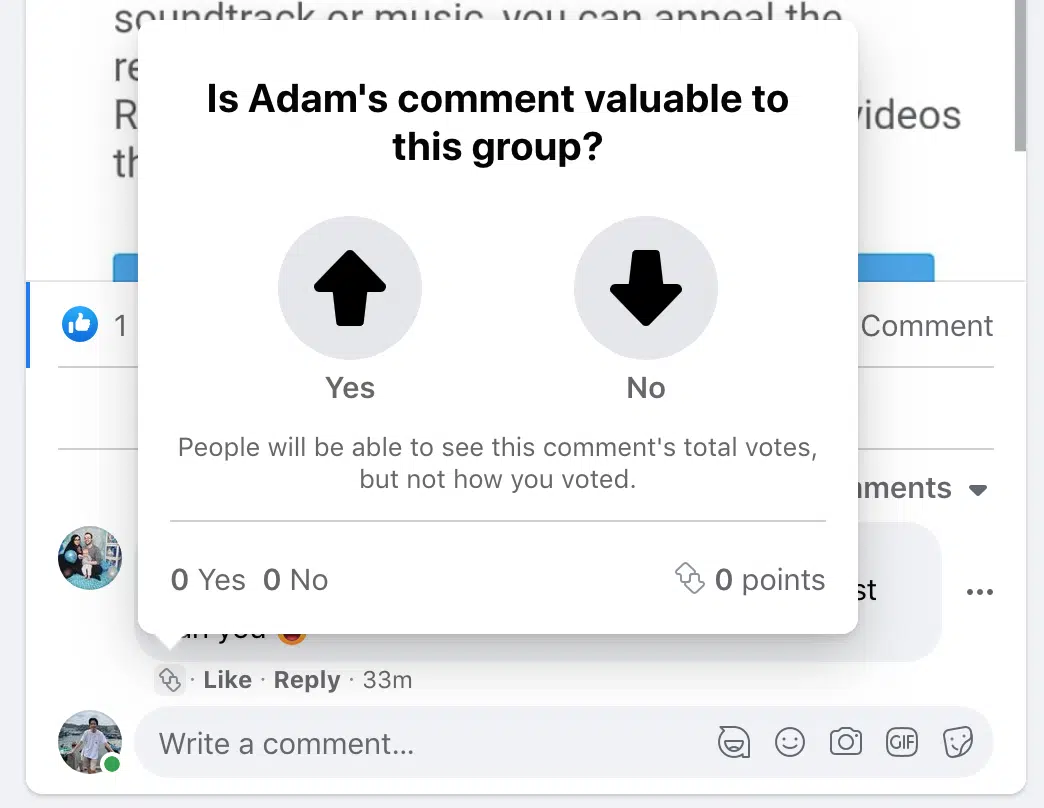 soundtrack or music, you can appeal the
re
R videos
th
Is Adam's comment valuable to
this group?
Yes No
People will be able to see this comment's total votes,
but not how you voted.
0 Yes 0 No 0 points
1 Comment
mments
st
you
Like · Reply · 33m
Write a comment...
GIF